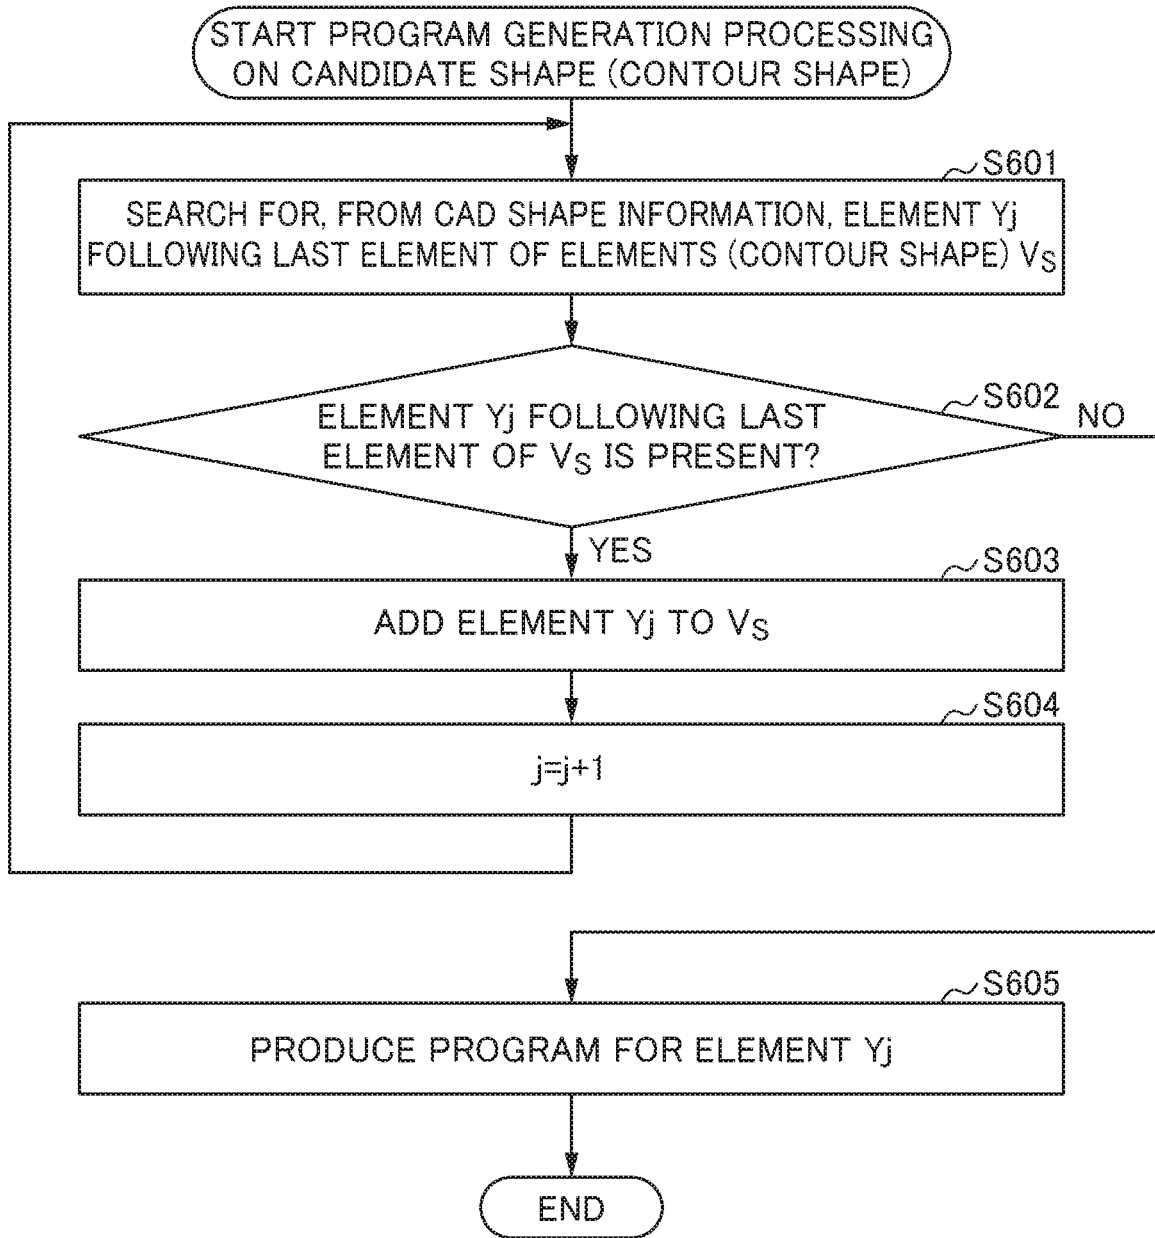 START PROGRAM GENERATION PROCESSING
ON CANDIDATE SHAPE (CONTOUR SHAPE)
S601
SEARCH FOR, FROM CAD SHAPE INFORMATION, ELEMENT Yj
FOLLOWING LAST ELEMENT OF ELEMENTS (CONTOUR SHAPE) VS
S602
NO
ELEMENT Yj FOLLOWING LAST
ELEMENT OF VS IS PRESENT?
YES
S603
ADD ELEMENT Yj TO VS
S604
j=j+1
S605
PRODUCE PROGRAM FOR ELEMENT Yj
END